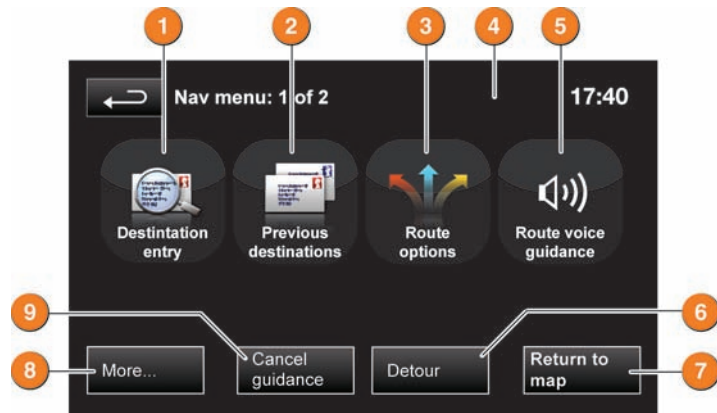 1 2 3 4 5
Nav menu: 1 of 2 17:40
Destintation entry
Previous destinations
Route options
Route voice guidance
9 6
8 More...
Cancel guidance
Detour
Return to map 7